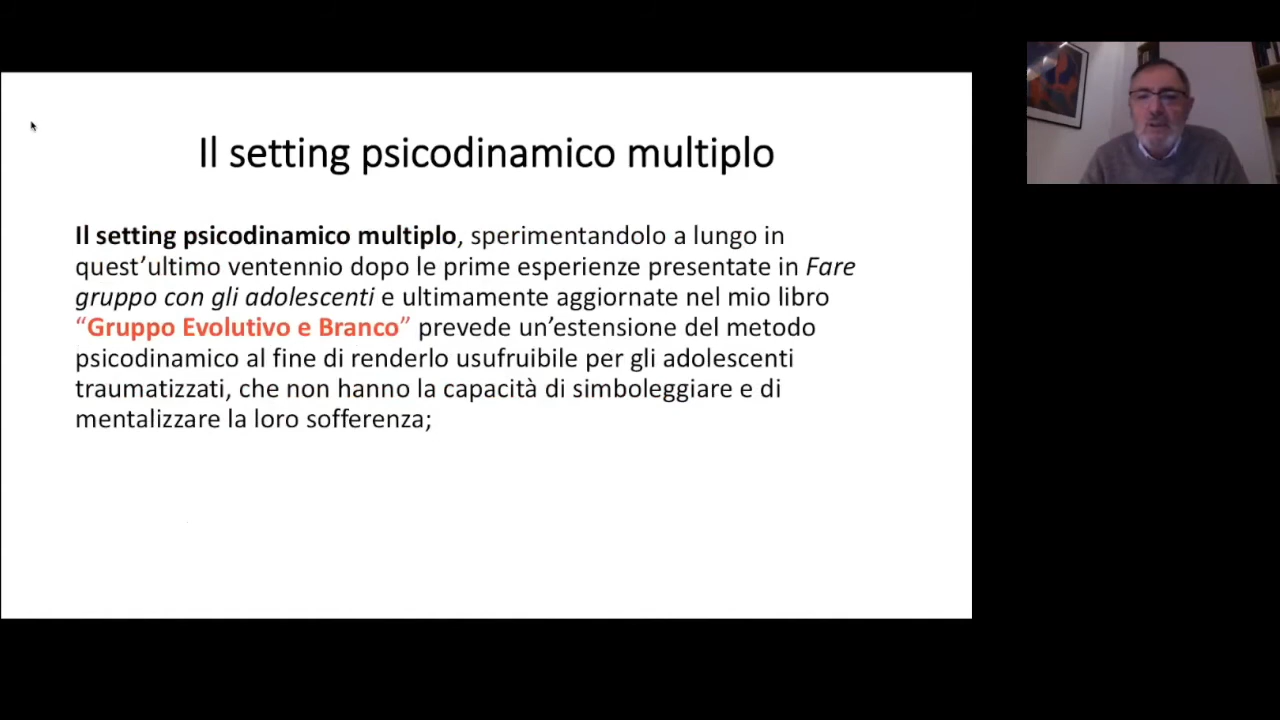 Il setting psicodinamico multiplo
Il setting psicodinamico multiplo, sperimentandolo a lungo in
quest’ultimo ventennio dopo le prime esperienze presentate in Fare
gruppo con gli adolescenti e ultimamente aggiornate nel mio libro
“Gruppo Evolutivo e Branco” prevede un’estensione del metodo
psicodinamico al fine di renderlo usufruibile per gli adolescenti
traumatizzati, che non hanno la capacità di simboleggiare e di
mentalizzare la loro sofferenza;